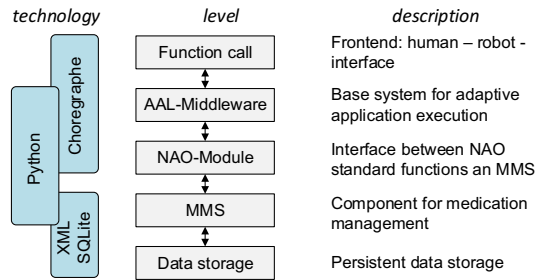 technology
level
description
Function call
Frontend: human – robot -
interface
AAL-Middleware
Base system for adaptive
application execution
NAO-Module
Interface between NAO
standard functions an MMS
MMS
Component for medication
management
Data storage
Persistent data storage
Choregraphe
Python
XML
SQLite